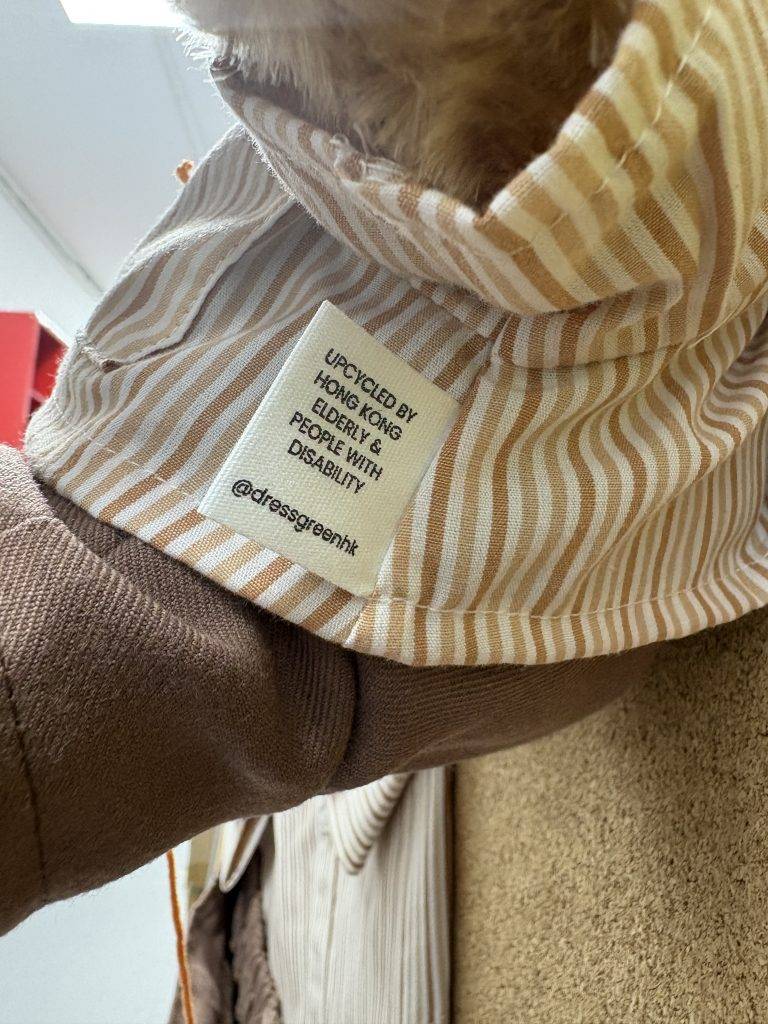 UPCYCLED BY
HONG KONG
ELDERLY &
PEOPLE WITH
DISABILITY
@dressgreenhk